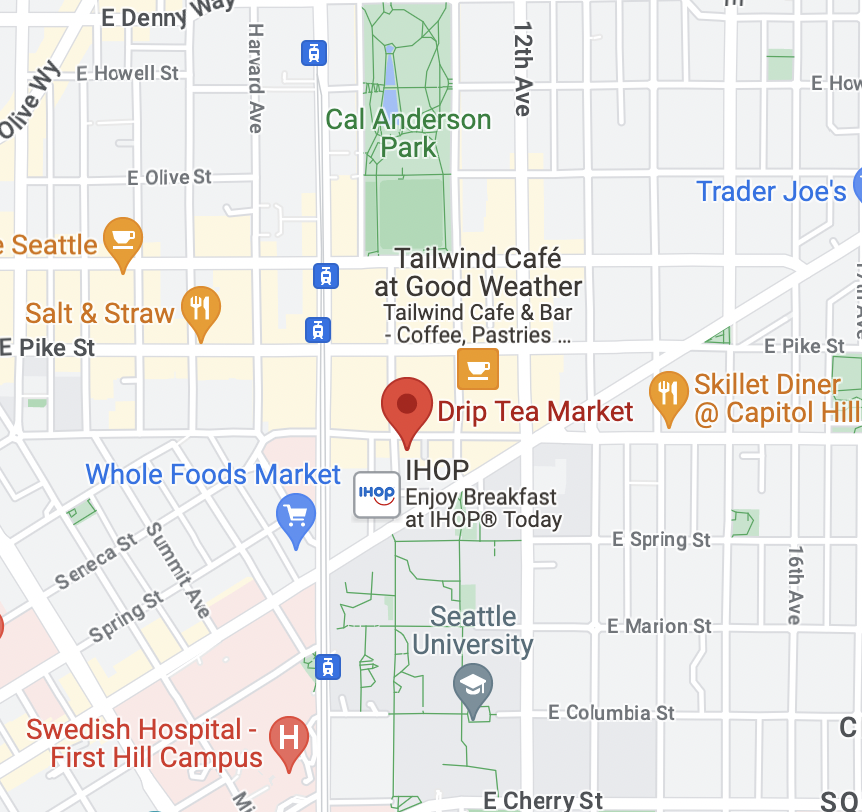 E Denny Way
E Howell St
Harvard Ave
12th Ave
E How
Olive Wy
Cal Anderson
Park
E Olive St
Trader Joe's
e Seattle
Tailwind Café
at Good Weather
Tailwind Cafe & Bar
- Coffee, Pastries ...
Salt & Straw
E Pike St
E Pike St
Skillet Diner
@ Capitol Hill
Drip Tea Market
Whole Foods Market
IHOP
IHOP
Enjoy Breakfast
at IHOP® Today
Seneca St
Summit Ave
Spring St
E Spring St
16th Ave
Seattle
University
E Marion St
E Columbia St
Swedish Hospital -
First Hill Campus
H
C
E Cherry St
SO